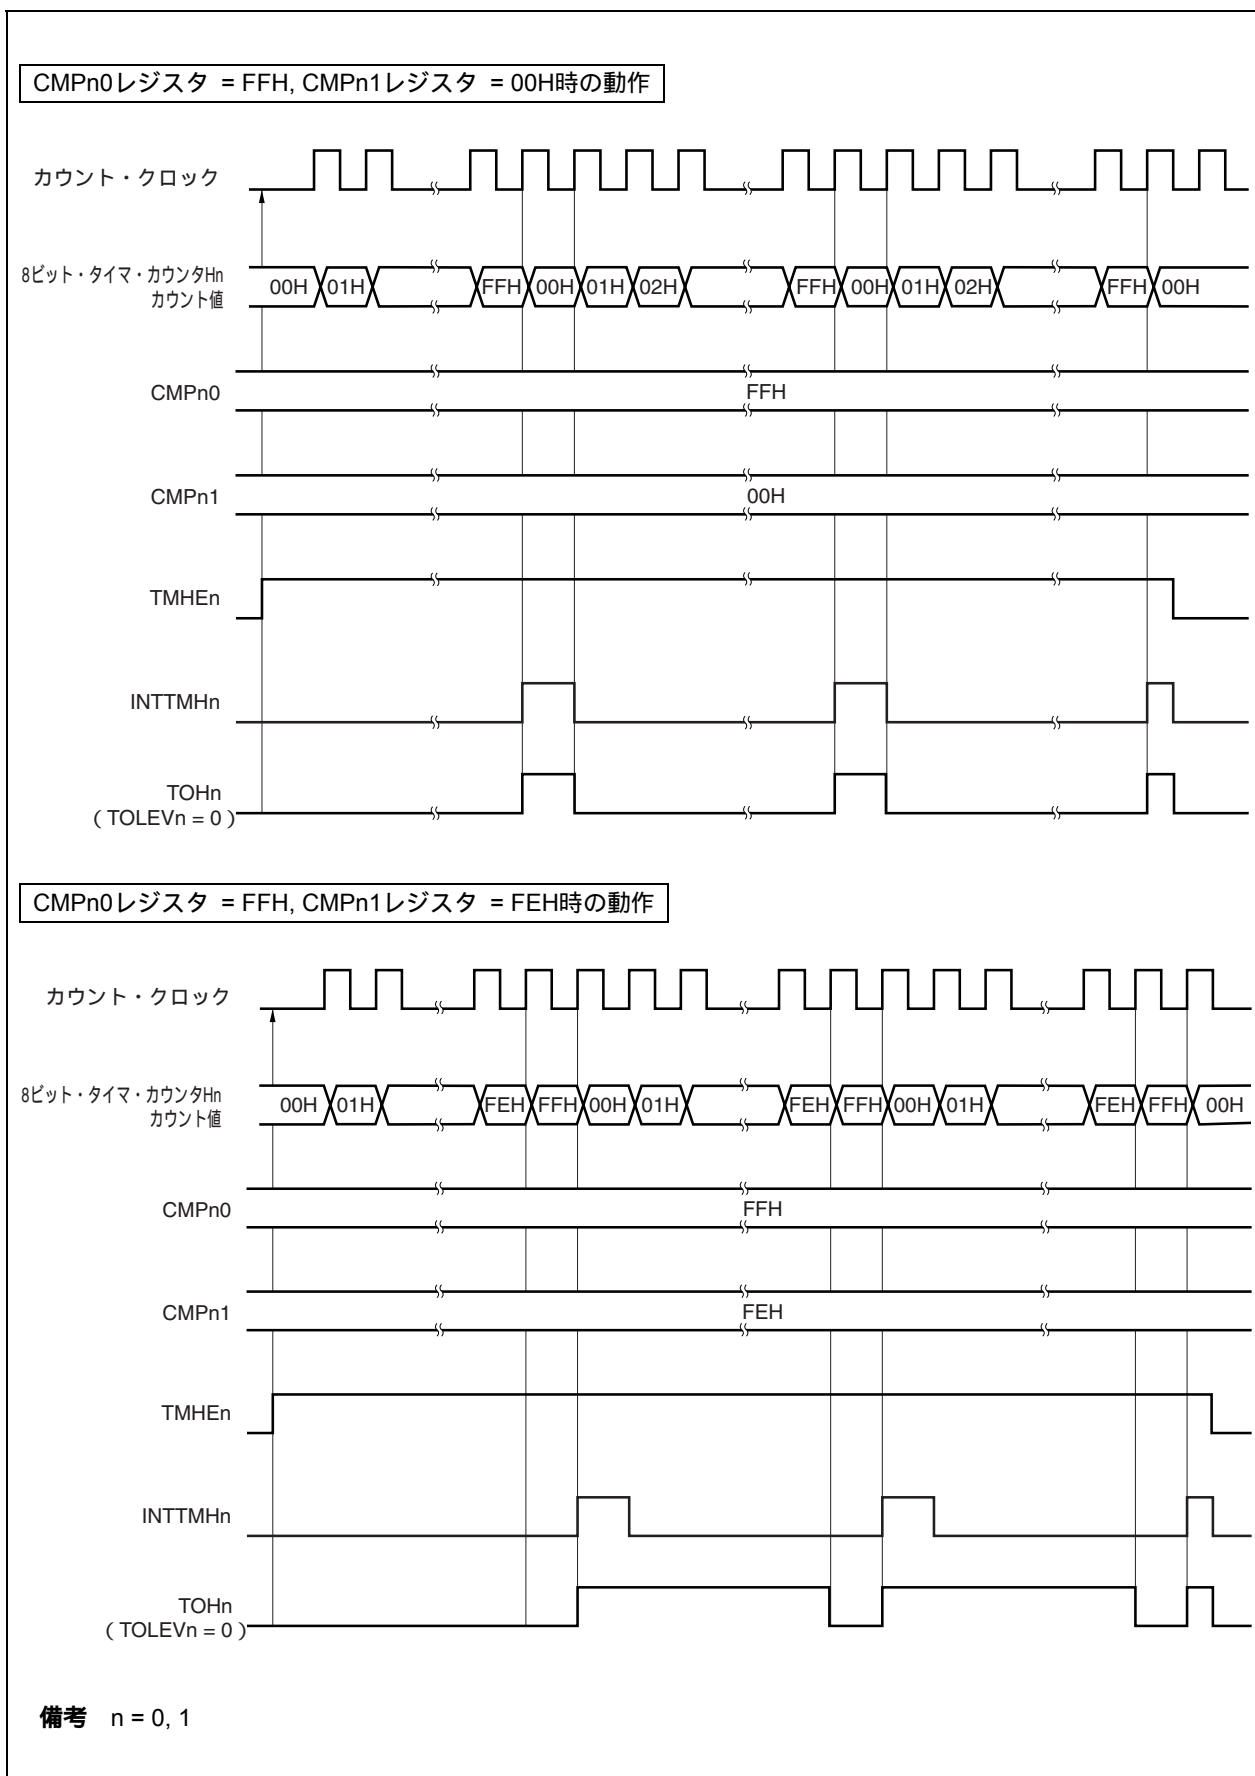 CMPn0レジスタ = FFH, CMPn1レジスタ = 00H時の動作
カウント・クロック
8ビット・タイマ・カウンタHn
カウント値
00H 01H FFH 00H 01H 02H FFH 00H 01H 02H FFH 00H
CMPn0 FFH
CMPn1 00H
TMHEn
INTTMHn
TOHn
（TOLEVn = 0）
CMPn0レジスタ = FFH, CMPn1レジスタ = FEH時の動作
カウント・クロック
8ビット・タイマ・カウンタHn
カウント値
00H 01H FEH FFH 00H 01H FEH FFH 00H 01H FEH FFH 00H
CMPn0 FFH
CMPn1 FEH
TMHEn
INTTMHn
TOHn
（TOLEVn = 0）
備考 n = 0, 1